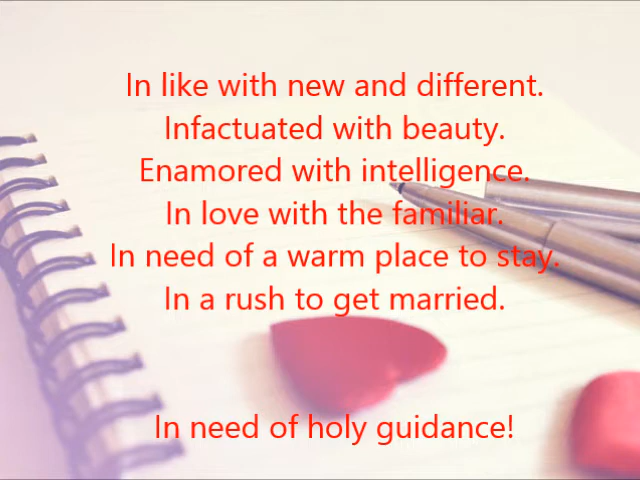 In like with new and different.
Infactuated with beauty.
Enamored with intelligence.
In love with the familiar.
In need of a warm place to stay.
In a rush to get married.
In need of holy guidance!